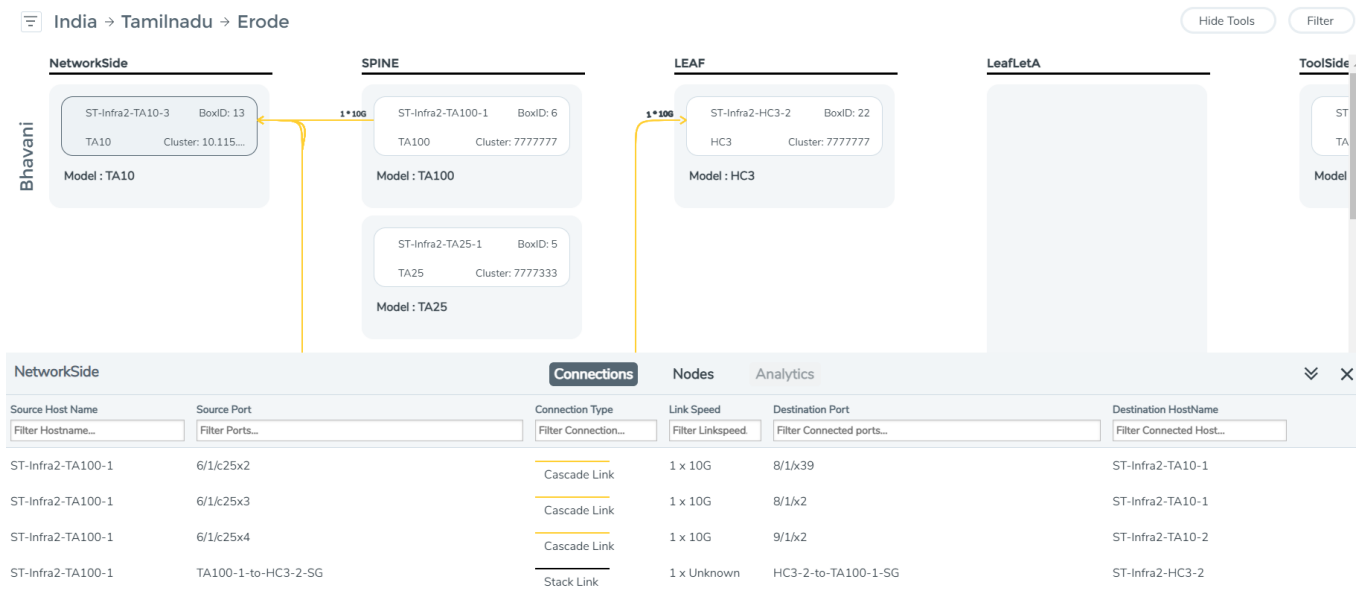 India → Tamilnadu → Erode
Hide Tools
Filter
NetworkSide
SPINE
LEAF
LeafLetA
ToolSide
Bhavani
ST-Infra2-TA10-3 BoxID: 13
TA10 Cluster: 10.115....
Model : TA10
1 * 10G
ST-Infra2-TA100-1 BoxID: 6
TA100 Cluster: 7777777
Model : TA100
ST-Infra2-TA25-1 BoxID: 5
TA25 Cluster: 7777333
Model : TA25
1 * 10G
ST-Infra2-HC3-2 BoxID: 22
HC3 Cluster: 7777777
Model : HC3
ST
TA
Model
NetworkSide
Connections
Nodes
Analytics
Source Host Name Source Port Connection Type Link Speed Destination Port Destination HostName
Filter Hostname... Filter Ports... Filter Connection... Filter Linkspeed. Filter Connected ports... Filter Connected Host...
ST-Infra2-TA100-1 6/1/c25x2 Cascade Link 1 x 10G 8/1/x39 ST-Infra2-TA10-1
ST-Infra2-TA100-1 6/1/c25x3 Cascade Link 1 x 10G 8/1/x2 ST-Infra2-TA10-1
ST-Infra2-TA100-1 6/1/c25x4 Cascade Link 1 x 10G 9/1/x2 ST-Infra2-TA10-2
ST-Infra2-TA100-1 TA100-1-to-HC3-2-SG Stack Link 1 x Unknown HC3-2-to-TA100-1-SG ST-Infra2-HC3-2